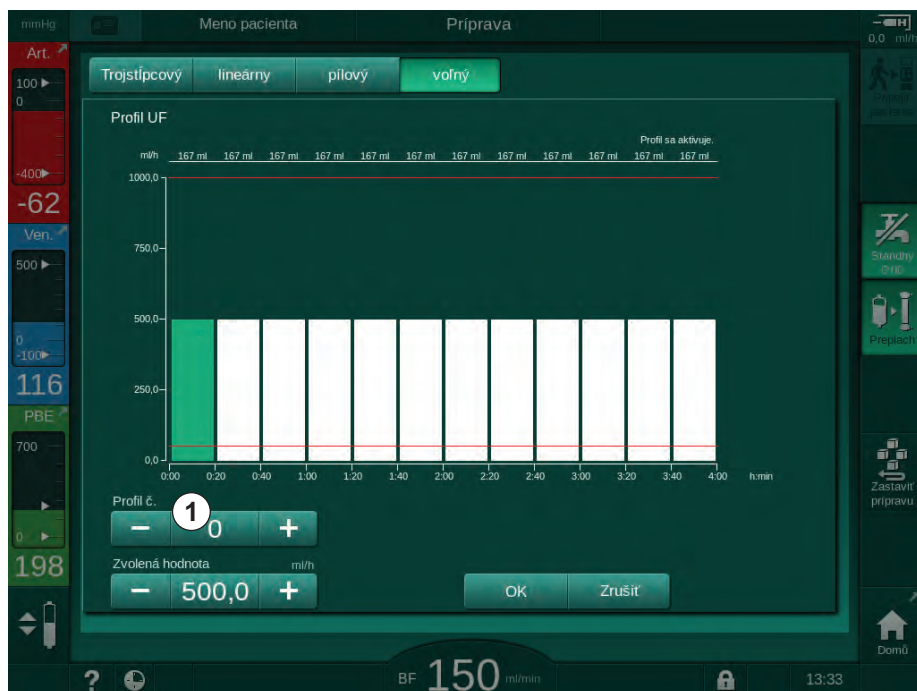 mmHg Meno pacienta Príprava
0,0 ml/h
Art.
100
0
-400
-62
Ven.
500
0
-100
116
PBE
700
0
198
Trojstĺpcový lineárny pílový voľný
Profil UF
Profil sa aktivuje.
ml/h 167 ml 167 ml 167 ml 167 ml 167 ml 167 ml 167 ml 167 ml 167 ml 167 ml 167 ml 167 ml
1000,0
750,0
500,0
250,0
0,0
0:00 0:20 0:40 1:00 1:20 1:40 2:00 2:20 2:40 3:00 3:20 3:40 4:00 h:min
Profil č.
1
− 0 +
Zvolená hodnota ml/h
− 500,0 +
OK Zrušiť
Standby
Preplach
Zastaviť
prípravu
Domů
? BF 150 ml/min 13:33